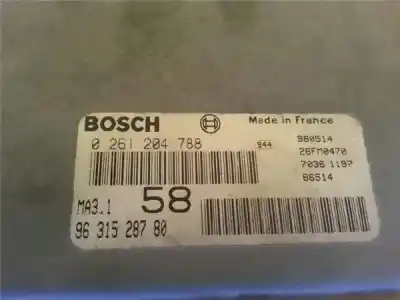 BOSCH Made in France
0 261 204 788 944 980514
26FM0470
7036 1197
86514
MA3.1 58
96 315 287 80